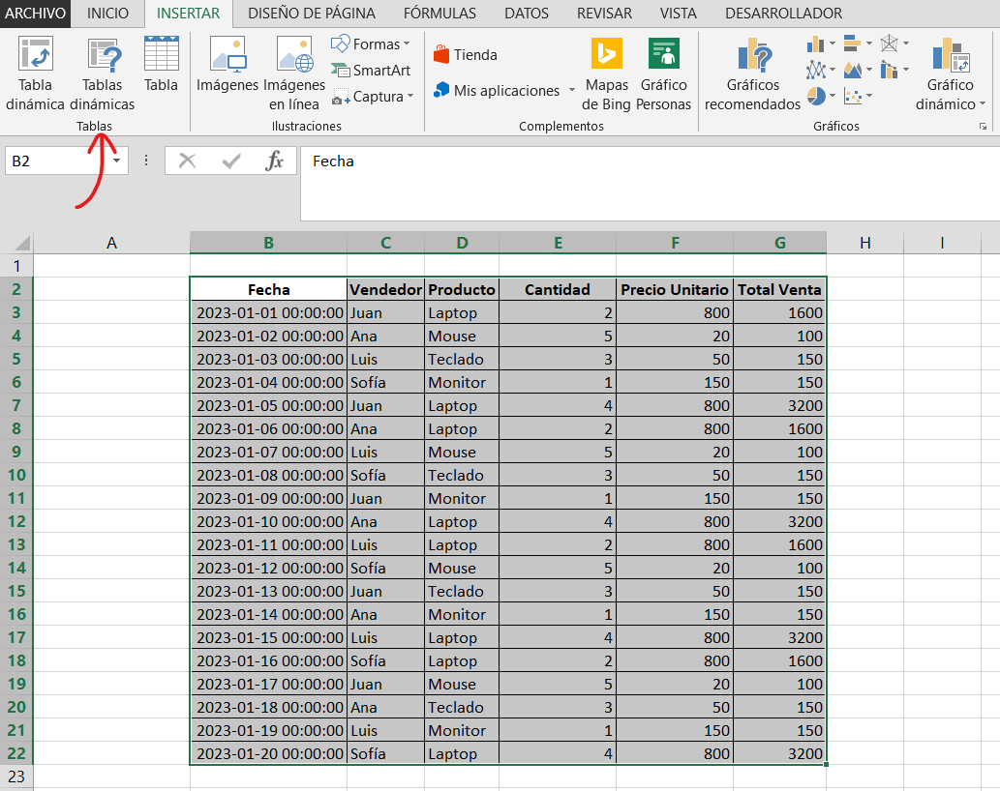 ARCHIVO INICIO INSERTAR DISEÑO DE PÁGINA FÓRMULAS DATOS REVISAR VISTA DESARROLLADOR
Tabla dinámica
Tablas dinámicas
Tabla
Tablas
Imágenes
Imágenes en línea
Formas
SmartArt
Captura
Ilustraciones
Tienda
Mis aplicaciones
Mapas de Bing
Gráfico Personas
Complementos
Gráficos recomendados
Gráfico dinámico
Gráficos
B2 fx Fecha
A B C D E F G H I
1
2 Fecha Vendedor Producto Cantidad Precio Unitario Total Venta
3 2023-01-01 00:00:00 Juan Laptop 2 800 1600
4 2023-01-02 00:00:00 Ana Mouse 5 20 100
5 2023-01-03 00:00:00 Luis Teclado 3 50 150
6 2023-01-04 00:00:00 Sofía Monitor 1 150 150
7 2023-01-05 00:00:00 Juan Laptop 4 800 3200
8 2023-01-06 00:00:00 Ana Laptop 2 800 1600
9 2023-01-07 00:00:00 Luis Mouse 5 20 100
10 2023-01-08 00:00:00 Sofía Teclado 3 50 150
11 2023-01-09 00:00:00 Juan Monitor 1 150 150
12 2023-01-10 00:00:00 Ana Laptop 4 800 3200
13 2023-01-11 00:00:00 Luis Laptop 2 800 1600
14 2023-01-12 00:00:00 Sofía Mouse 5 20 100
15 2023-01-13 00:00:00 Juan Teclado 3 50 150
16 2023-01-14 00:00:00 Ana Monitor 1 150 150
17 2023-01-15 00:00:00 Luis Laptop 4 800 3200
18 2023-01-16 00:00:00 Sofía Laptop 2 800 1600
19 2023-01-17 00:00:00 Juan Mouse 5 20 100
20 2023-01-18 00:00:00 Ana Teclado 3 50 150
21 2023-01-19 00:00:00 Luis Monitor 1 150 150
22 2023-01-20 00:00:00 Sofía Laptop 4 800 3200
23